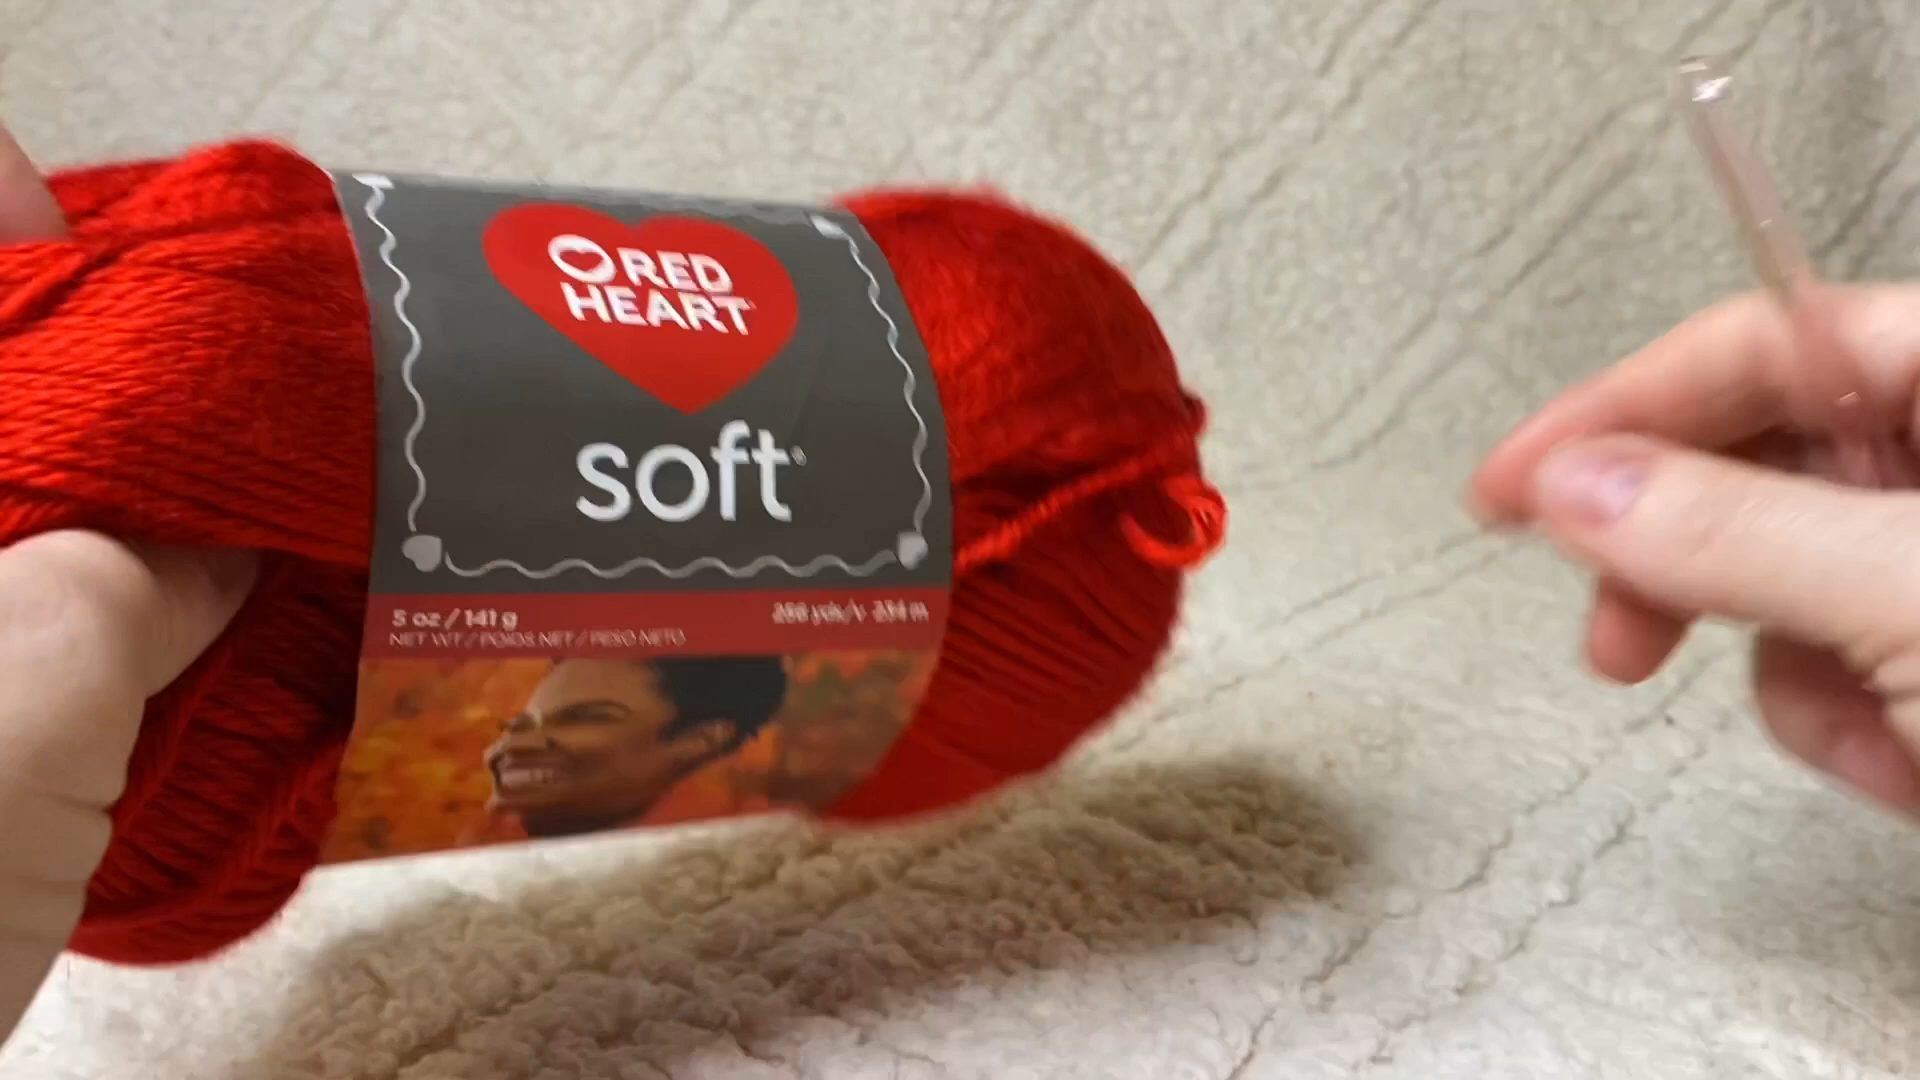 RED
HEART
soft®
5 oz / 141 g
NET WT / POIDS NET / PESO NETO